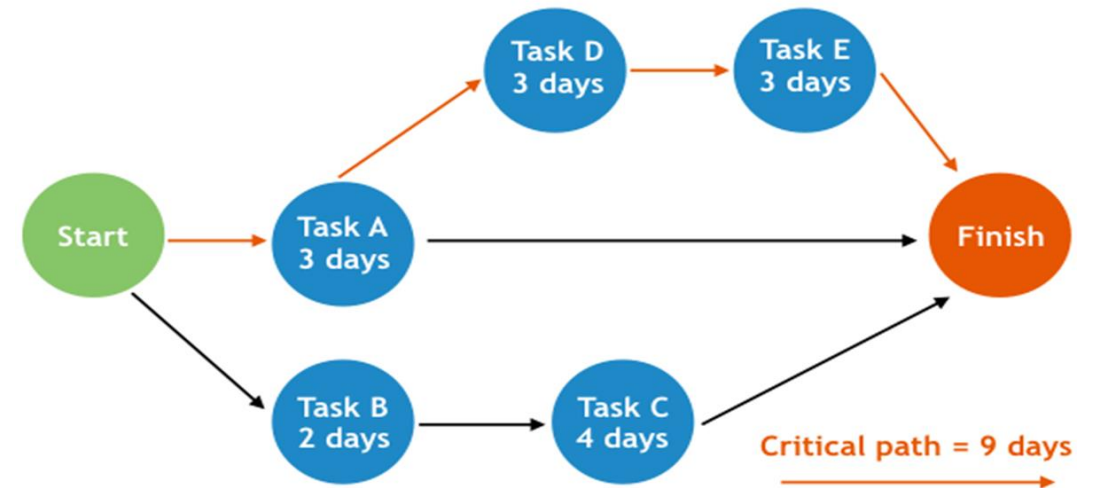 Task D
3 days
Task E
3 days
Start
Task A
3 days
Finish
Task B
2 days
Task C
4 days
Critical path = 9 days